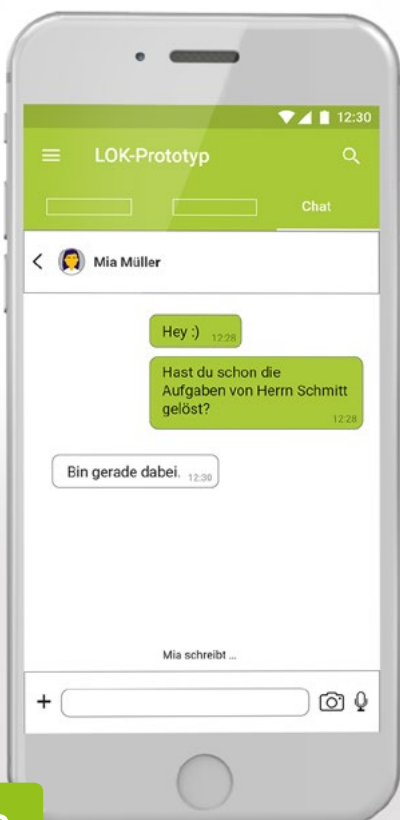 12:30
LOK-Prototyp
Chat
Mia Müller
Hey :) 12:28
Hast du schon die
Aufgaben von Herrn Schmitt
gelöst?
12:28
Bin gerade dabei. 12:30
Mia schreibt ...